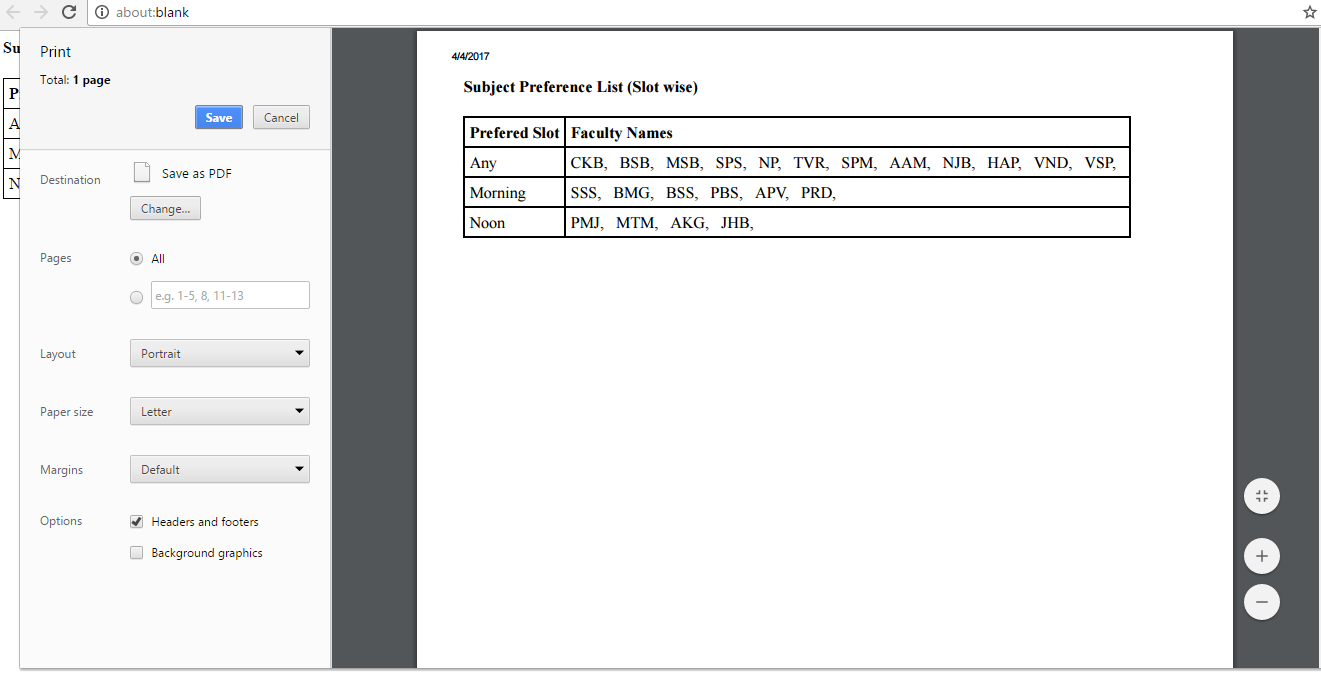 about:blank
Su
P
A
M
N
Print
Total: 1 page
Save Cancel
Destination Save as PDF
Change...
Pages All
e.g. 1-5, 8, 11-13
Layout Portrait
Paper size Letter
Margins Default
Options Headers and footers
Background graphics
4/4/2017
Subject Preference List (Slot wise)
Prefered Slot Faculty Names
Any CKB, BSB, MSB, SPS, NP, TVR, SPM, AAM, NJB, HAP, VND, VSP,
Morning SSS, BMG, BSS, PBS, APV, PRD,
Noon PMJ, MTM, AKG, JHB,